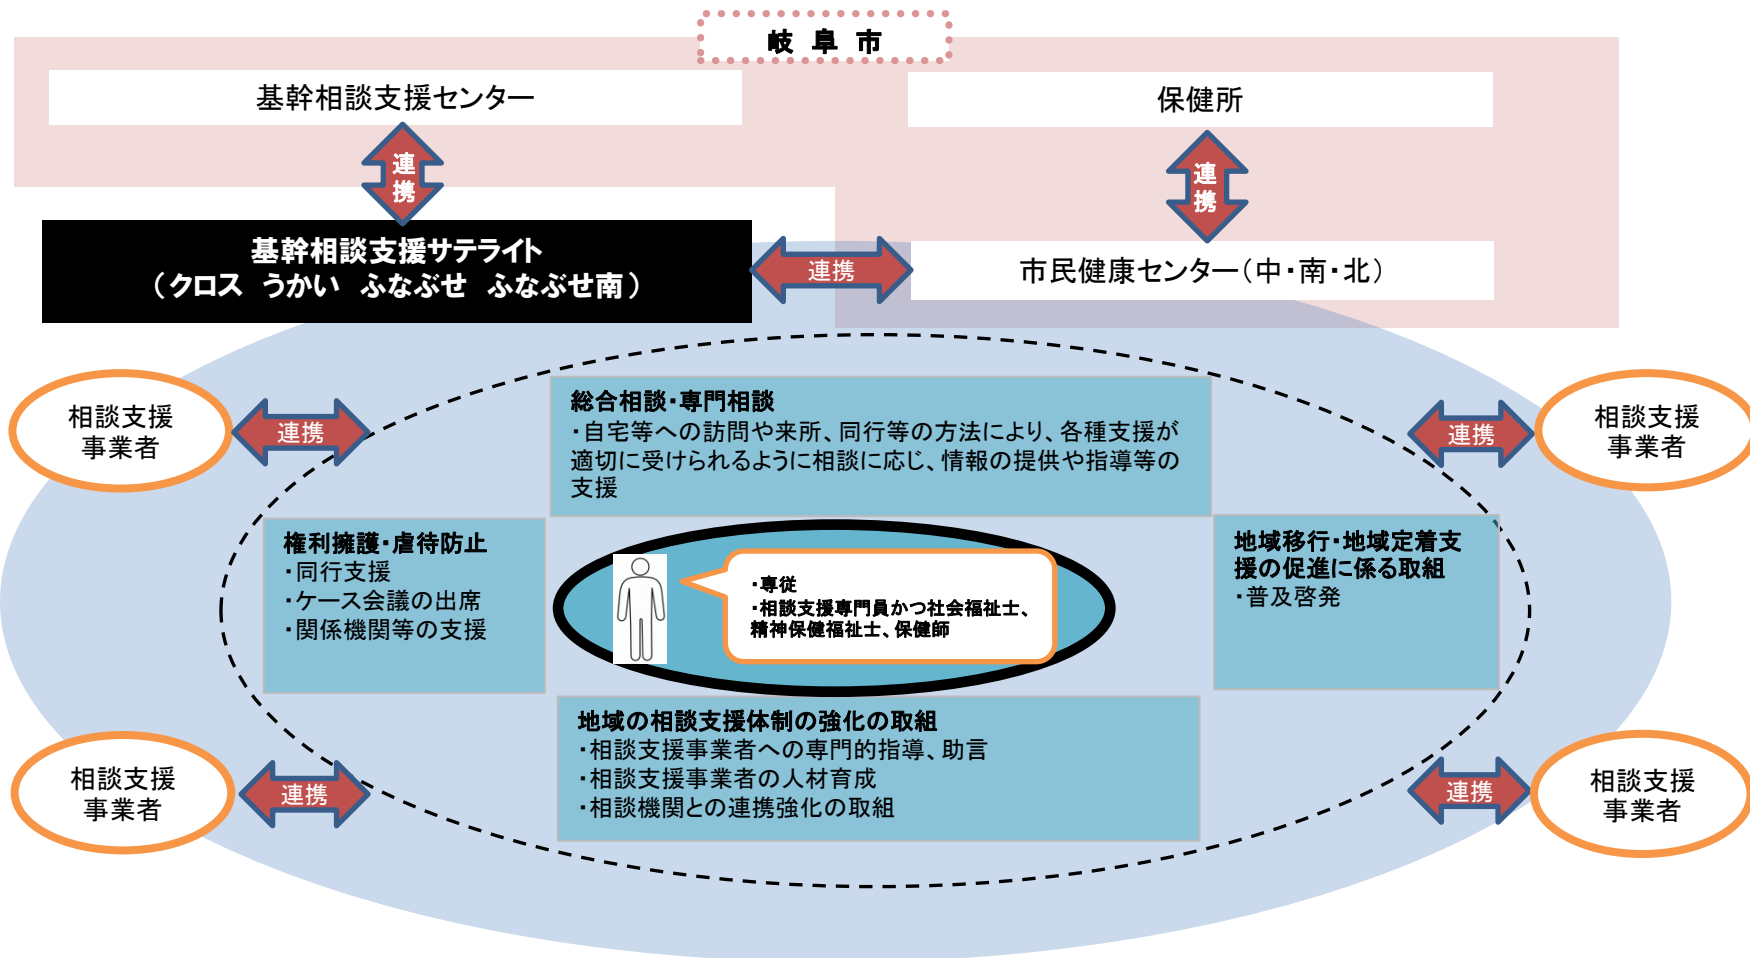 岐 阜 市
基幹相談支援センター
保健所
連
携
連
携
基幹相談支援サテライト
（クロス　うかい　ふなぶせ　ふなぶせ南）
連携
市民健康センター（中・南・北）
相談支援
事業者
連携
総合相談・専門相談
・自宅等への訪問や来所、同行等の方法により、各種支援が
適切に受けられるように相談に応じ、情報の提供や指導等の
支援
連携
相談支援
事業者
権利擁護・虐待防止
・同行支援
・ケース会議の出席
・関係機関等の支援
・専従
・相談支援専門員かつ社会福祉士、
精神保健福祉士、保健師
地域移行・地域定着支
援の促進に係る取組
・普及啓発
地域の相談支援体制の強化の取組
・相談支援事業者への専門的指導、助言
・相談支援事業者の人材育成
・相談機関との連携強化の取組
相談支援
事業者
連携
連携
相談支援
事業者